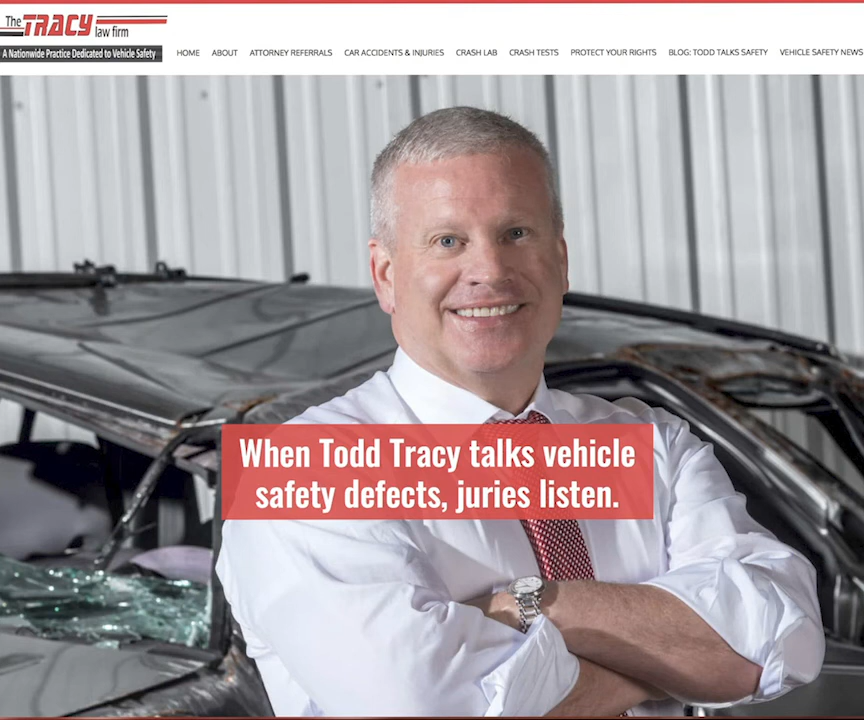 The TRACY law firm
A Nationwide Practice Dedicated to Vehicle Safety
HOME ABOUT ATTORNEY REFERRALS CAR ACCIDENTS & INJURIES CRASH LAB CRASH TESTS PROTECT YOUR RIGHTS BLOG: TODD TALKS SAFETY VEHICLE SAFETY NEWS
When Todd Tracy talks vehicle
safety defects, juries listen.